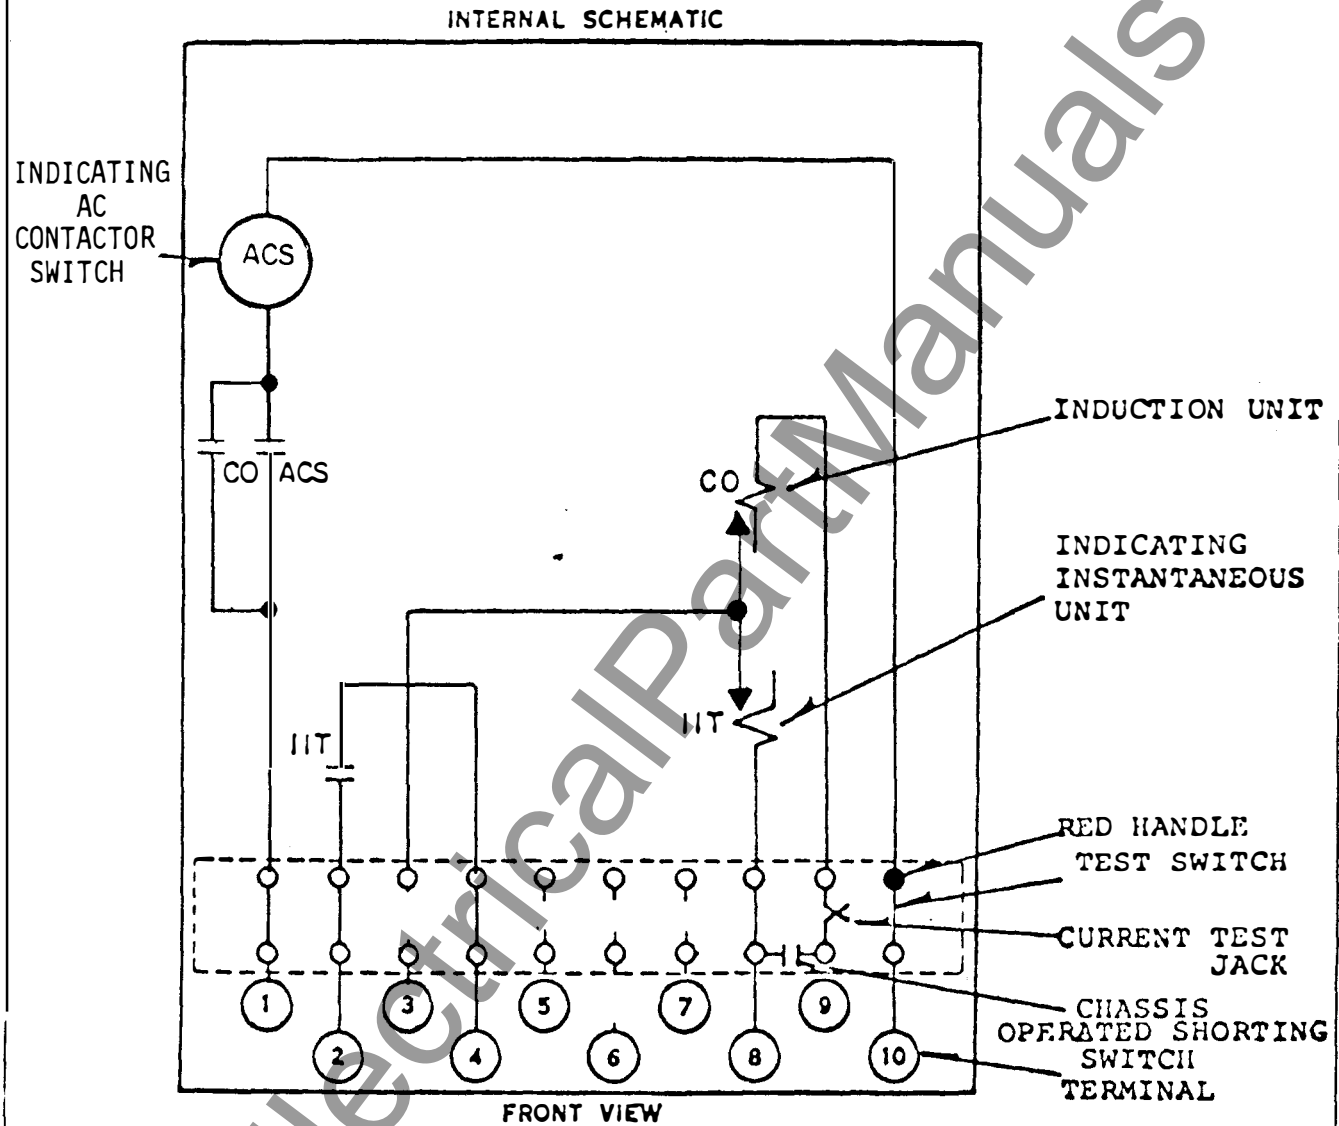 INTERNAL SCHEMATIC
INDICATING
AC
CONTACTOR
SWITCH
ACS
CO ACS
CO
INDUCTION UNIT
INDICATING
INSTANTANEOUS
UNIT
IIT
IIT
RED HANDLE
TEST SWITCH
CURRENT TEST
JACK
CHASSIS
OPERATED SHORTING
SWITCH
TERMINAL
1
3
5
7
9
2
4
6
8
10
FRONT VIEW
ElectricalPartManuals